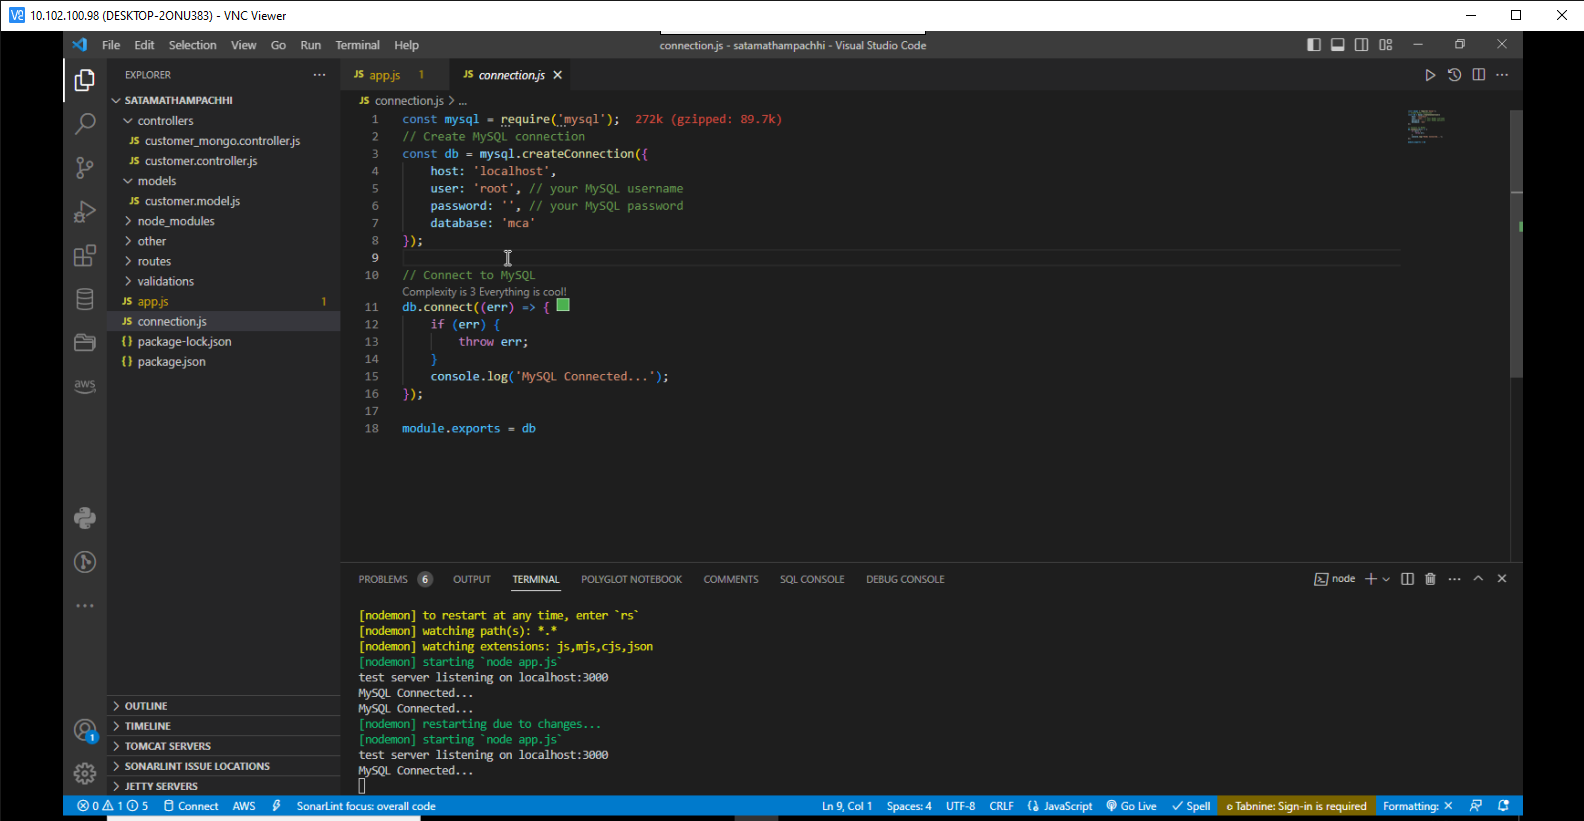 10.102.100.98 (DESKTOP-2ONU383) - VNC Viewer
File Edit Selection View Go Run Terminal Help
connection.js - satamathampachhi - Visual Studio Code
EXPLORER ...
JS app.js 1 JS connection.js
SATAMATHAMPACHHI
controllers
JS customer_mongo.controller.js
JS customer.controller.js
models
JS customer.model.js
node_modules
other
routes
validations
JS app.js 1
JS connection.js
{} package-lock.json
{} package.json
aws
1
OUTLINE
TIMELINE
TOMCAT SERVERS
SONARLINT ISSUE LOCATIONS
JETTY SERVERS
JS connection.js > ...
1 const mysql = require('mysql'); 272k (gzipped: 89.7k)
2 // Create MySQL connection
3 const db = mysql.createConnection({
4 host: 'localhost',
5 user: 'root', // your MySQL username
6 password: '', // your MySQL password
7 database: 'mca'
8 });
9
10 // Connect to MySQL
Complexity is 3 Everything is cool!
11 db.connect((err) => {
12 if (err) {
13 throw err;
14 }
15 console.log('MySQL Connected...');
16 });
17
18 module.exports = db
PROBLEMS 6 OUTPUT TERMINAL POLYGLOT NOTEBOOK COMMENTS SQL CONSOLE DEBUG CONSOLE
node
[nodemon] to restart at any time, enter `rs`
[nodemon] watching path(s): *.*
[nodemon] watching extensions: js,mjs,cjs,json
[nodemon] starting `node app.js`
test server listening on localhost:3000
MySQL Connected...
MySQL Connected...
[nodemon] restarting due to changes...
[nodemon] starting `node app.js`
test server listening on localhost:3000
MySQL Connected...
0 1 5 Connect AWS SonarLint focus: overall code
Ln 9, Col 1 Spaces: 4 UTF-8 CRLF JavaScript Go Live Spell Tabnine: Sign-in is required Formatting: ✕